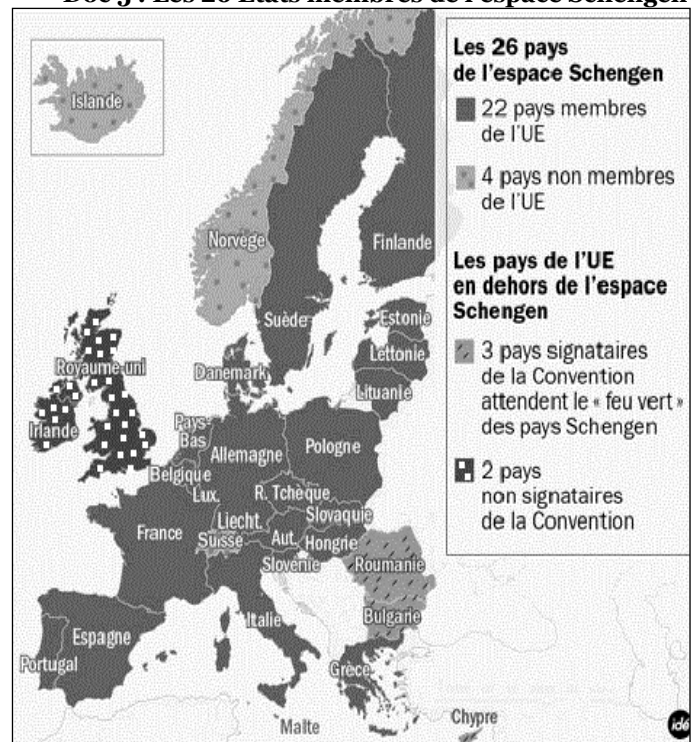 Doc 3 : Les 26 Etats membres de l'espace Schengen
Islande
Norvège
Finlande
Suède
Estonie
Royaume-uni
Danemark
Lettonie
Lituanie
Irlande
Pays-
Bas
Allemagne
Pologne
Belgique
Lux.
R. Tchèque
Slovaquie
France
Liecht.
Suisse
Aut.
Hongrie
Slovénie
Roumanie
Italie
Bulgarie
Espagne
Portugal
Grèce
Malte
Chypre
Les 26 pays
de l'espace Schengen
22 pays membres
de l'UE
4 pays non membres
de l'UE
Les pays de l'UE
en dehors de l'espace
Schengen
3 pays signataires
de la Convention
attendent le « feu vert »
des pays Schengen
2 pays
non signataires
de la Convention
idé